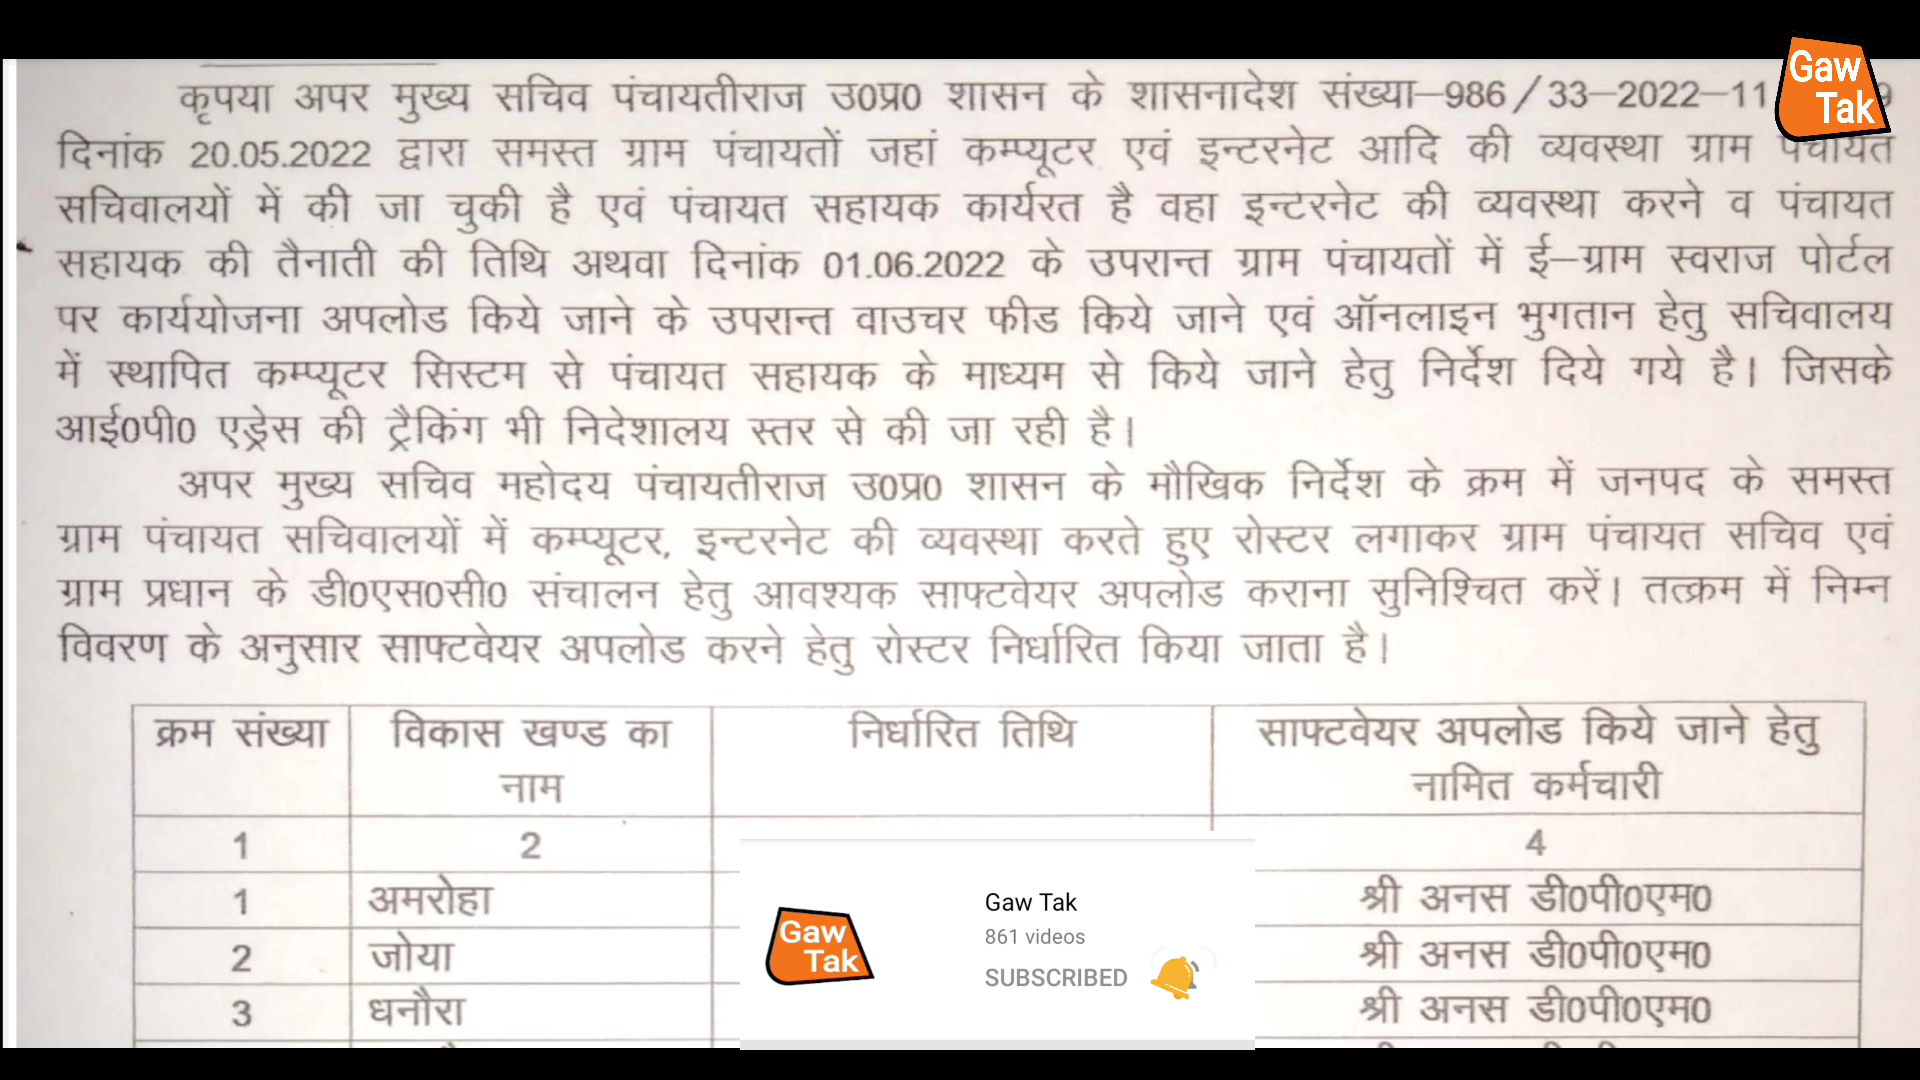 कृपया अपर मुख्य सचिव पंचायतीराज उ0प्र0 शासन के शासनादेश संख्या–986/33–2022–11 9
दिनांक 20.05.2022 द्वारा समस्त ग्राम पंचायतों जहां कम्प्यूटर एवं इन्टरनेट आदि की व्यवस्था ग्राम पंचायत
सचिवालयों में की जा चुकी है एवं पंचायत सहायक कार्यरत है वहा इन्टरनेट की व्यवस्था करने व पंचायत
सहायक की तैनाती की तिथि अथवा दिनांक 01.06.2022 के उपरान्त ग्राम पंचायतों में ई–ग्राम स्वराज पोर्टल
पर कार्ययोजना अपलोड किये जाने के उपरान्त वाउचर फीड किये जाने एवं ऑनलाइन भुगतान हेतु सचिवालय
में स्थापित कम्प्यूटर सिस्टम से पंचायत सहायक के माध्यम से किये जाने हेतु निर्देश दिये गये है। जिसके
आई0पी0 एड्रेस की ट्रैकिंग भी निदेशालय स्तर से की जा रही है।
अपर मुख्य सचिव महोदय पंचायतीराज उ0प्र0 शासन के मौखिक निर्देश के क्रम में जनपद के समस्त
ग्राम पंचायत सचिवालयों में कम्प्यूटर, इन्टरनेट की व्यवस्था करते हुए रोस्टर लगाकर ग्राम पंचायत सचिव एवं
ग्राम प्रधान के डी0एस0सी0 संचालन हेतु आवश्यक साफ्टवेयर अपलोड कराना सुनिश्चित करें। तत्क्रम में निम्न
विवरण के अनुसार साफ्टवेयर अपलोड करने हेतु रोस्टर निर्धारित किया जाता है।
क्रम संख्या विकास खण्ड का नाम निर्धारित तिथि साफ्टवेयर अपलोड किये जाने हेतु नामित कर्मचारी
1 2 4
1 अमरोहा श्री अनस डी0पी0एम0
2 जोया श्री अनस डी0पी0एम0
3 धनौरा श्री अनस डी0पी0एम0
Gaw
Tak
Gaw
Tak
Gaw Tak
861 videos
SUBSCRIBED